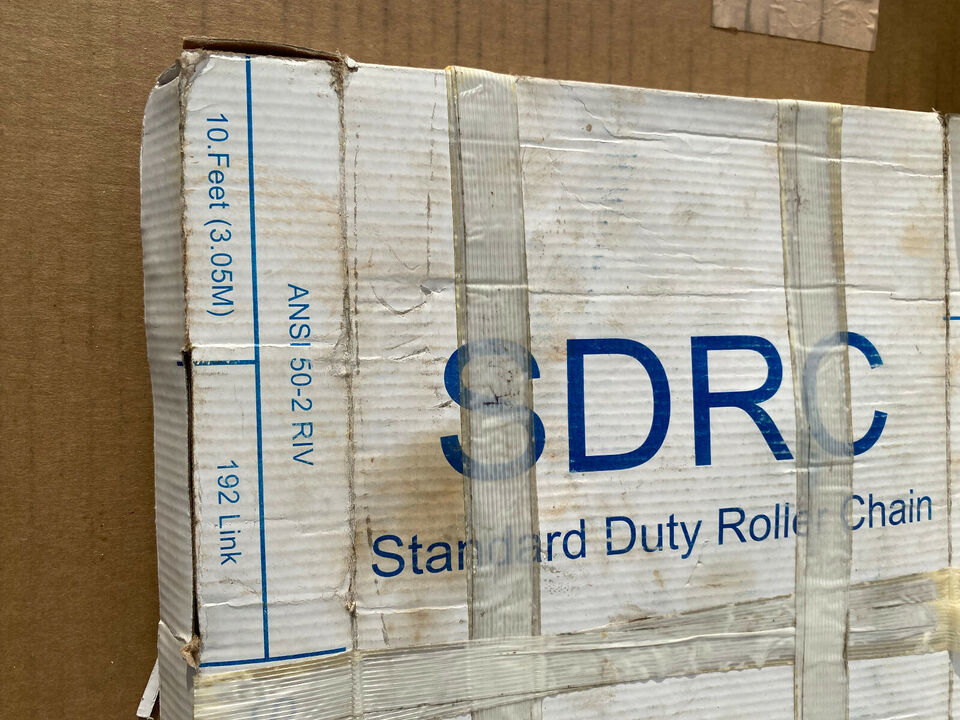 10.Feet (3.05M)
192 Link
ANSI 50-2 RIV
SDRC
Standard Duty Roller Chain